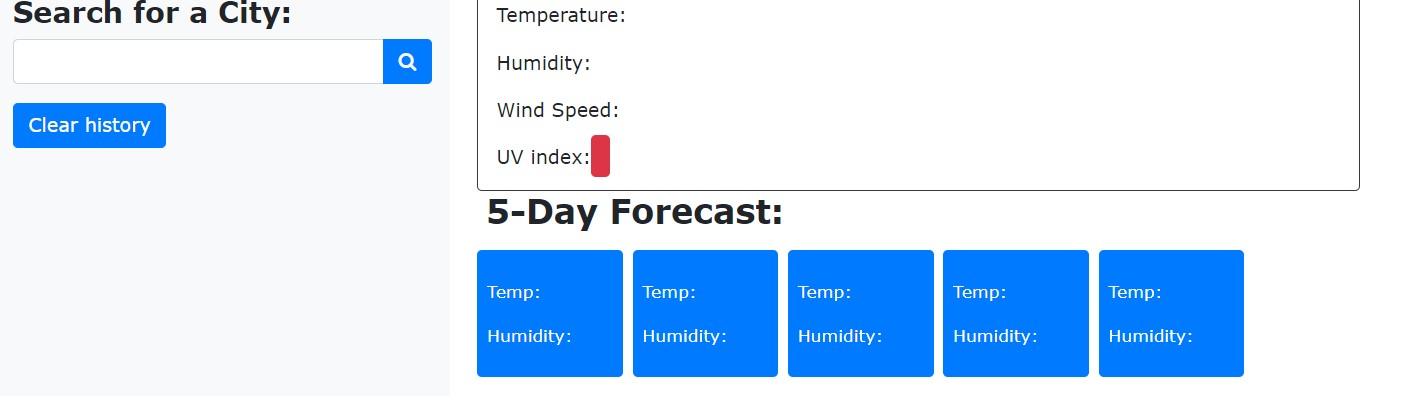 Search for a City:
Clear history
Temperature:
Humidity:
Wind Speed:
UV index:
5-Day Forecast:
Temp:
Humidity:
Temp:
Humidity:
Temp:
Humidity:
Temp:
Humidity:
Temp:
Humidity: